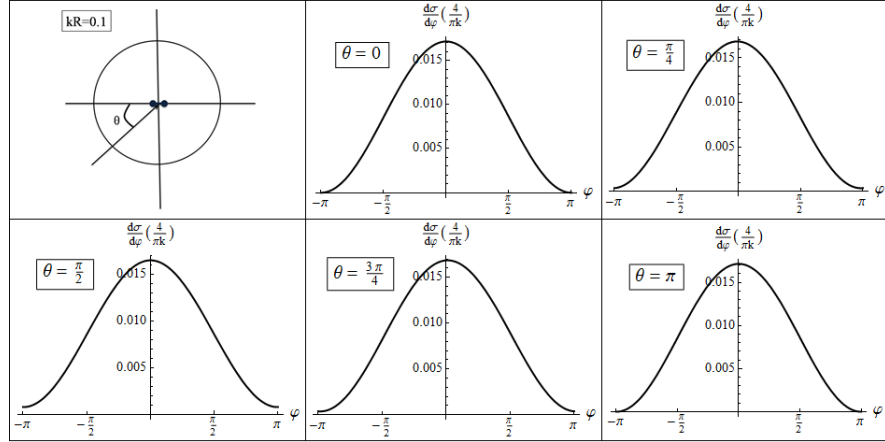 kR=0.1
θ
dσ/dφ (4/πk)
θ = 0
0.015
0.010
0.005
-π -π/2 π/2 π φ
dσ/dφ (4/πk)
θ = π/4
0.015
0.010
0.005
-π -π/2 π/2 π φ
dσ/dφ (4/πk)
θ = π/2
0.015
0.010
0.005
-π -π/2 π/2 π φ
dσ/dφ (4/πk)
θ = 3π/4
0.015
0.010
0.005
-π -π/2 π/2 π φ
dσ/dφ (4/πk)
θ = π
0.015
0.010
0.005
-π -π/2 π/2 π φ